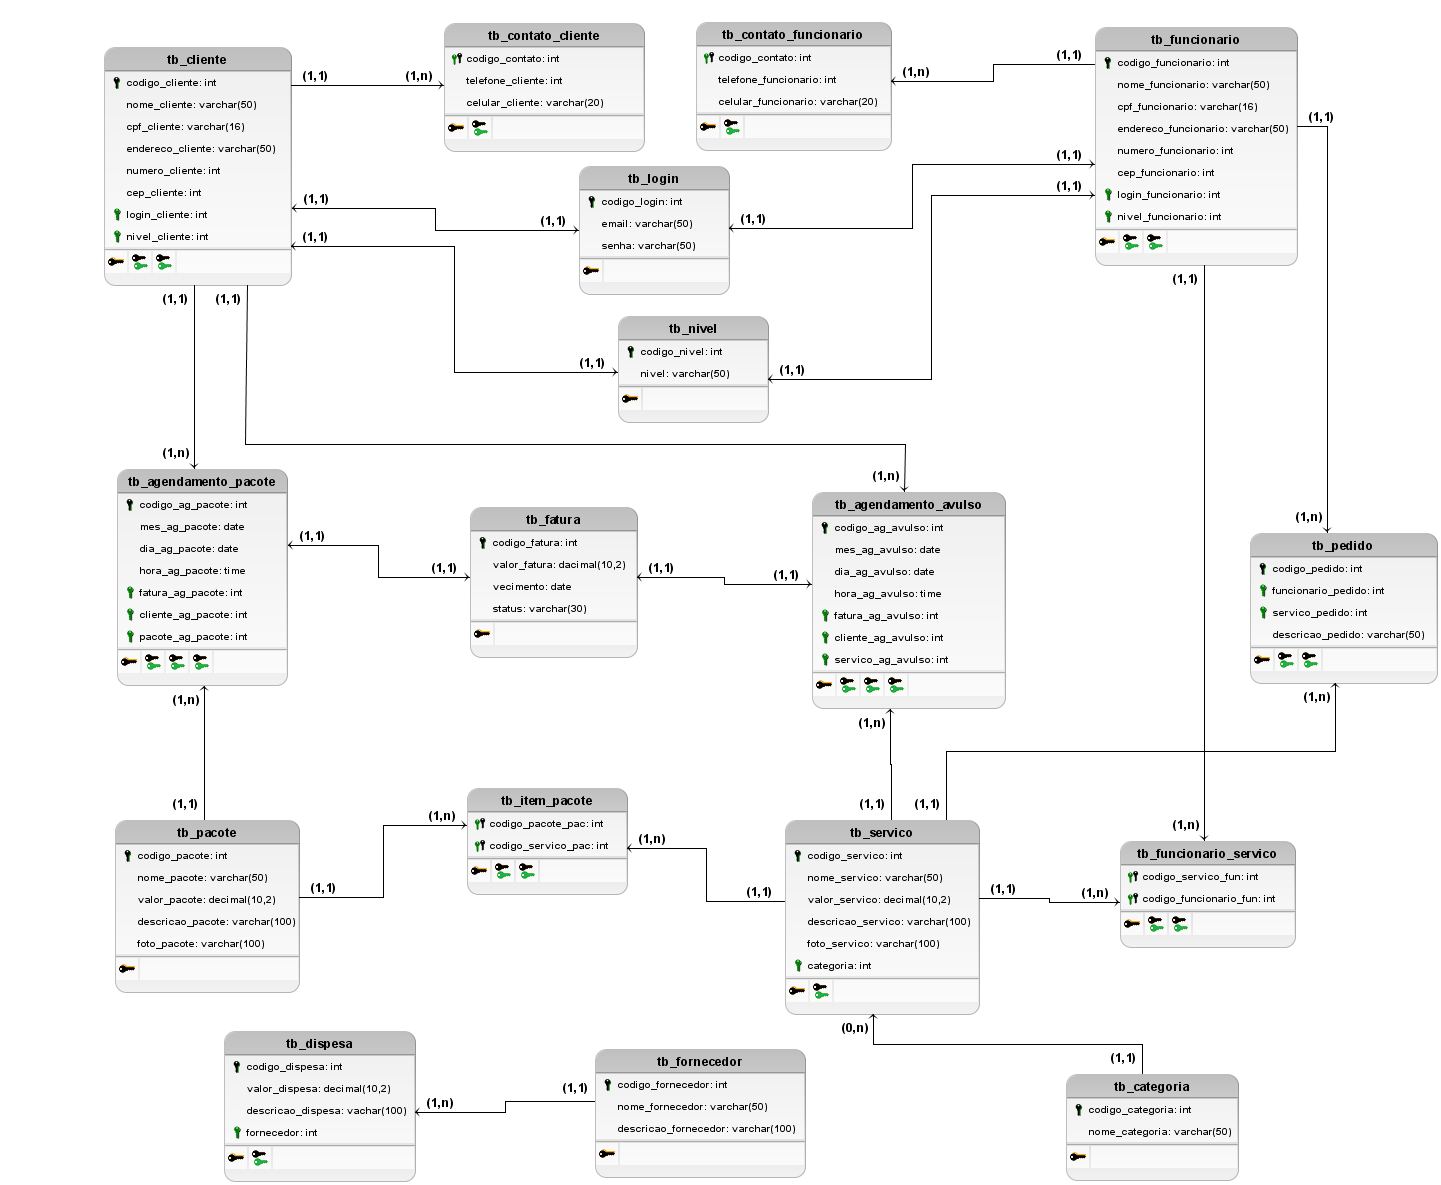 tb_cliente
codigo_cliente: int
nome_cliente: varchar(50)
cpf_cliente: varchar(16)
endereco_cliente: varchar(50)
numero_cliente: int
cep_cliente: int
login_cliente: int
nivel_cliente: int
(1,1)
(1,n)
tb_contato_cliente
codigo_contato: int
telefone_cliente: int
celular_cliente: varchar(20)
tb_contato_funcionario
codigo_contato: int
telefone_funcionario: int
celular_funcionario: varchar(20)
(1,n)
(1,1)
tb_funcionario
codigo_funcionario: int
nome_funcionario: varchar(50)
cpf_funcionario: varchar(16)
endereco_funcionario: varchar(50)
numero_funcionario: int
cep_funcionario: int
login_funcionario: int
nivel_funcionario: int
(1,1)
(1,1)
(1,1)
tb_login
codigo_login: int
email: varchar(50)
senha: varchar(50)
(1,1)
(1,1)
(1,1)
(1,1)
(1,1)
tb_nivel
codigo_nivel: int
nivel: varchar(50)
(1,1)
(1,1)
(1,1)
(1,1)
(1,1)
(1,n)
(1,n)
(1,n)
tb_agendamento_pacote
codigo_ag_pacote: int
mes_ag_pacote: date
dia_ag_pacote: date
hora_ag_pacote: time
fatura_ag_pacote: int
cliente_ag_pacote: int
pacote_ag_pacote: int
(1,1)
(1,1)
tb_fatura
codigo_fatura: int
valor_fatura: decimal(10,2)
vecimento: date
status: varchar(30)
(1,1)
(1,1)
tb_agendamento_avulso
codigo_ag_avulso: int
mes_ag_avulso: date
dia_ag_avulso: date
hora_ag_avulso: time
fatura_ag_avulso: int
cliente_ag_avulso: int
servico_ag_avulso: int
tb_pedido
codigo_pedido: int
funcionario_pedido: int
servico_pedido: int
descricao_pedido: varchar(50)
(1,n)
(1,n)
(1,n)
(1,1)
(1,1)
(1,1)
tb_pacote
codigo_pacote: int
nome_pacote: varchar(50)
valor_pacote: decimal(10,2)
descricao_pacote: varchar(100)
foto_pacote: varchar(100)
(1,1)
(1,n)
tb_item_pacote
codigo_pacote_pac: int
codigo_servico_pac: int
(1,n)
(1,1)
tb_servico
codigo_servico: int
nome_servico: varchar(50)
valor_servico: decimal(10,2)
descricao_servico: varchar(100)
foto_servico: varchar(100)
categoria: int
(1,1)
(1,n)
(1,n)
tb_funcionario_servico
codigo_servico_fun: int
codigo_funcionario_fun: int
(0,n)
(1,1)
tb_dispesa
codigo_dispesa: int
valor_dispesa: decimal(10,2)
descricao_dispesa: vachar(100)
fornecedor: int
(1,n)
(1,1)
tb_fornecedor
codigo_fornecedor: int
nome_fornecedor: varchar(50)
descricao_fornecedor: varchar(100)
tb_categoria
codigo_categoria: int
nome_categoria: varchar(50)